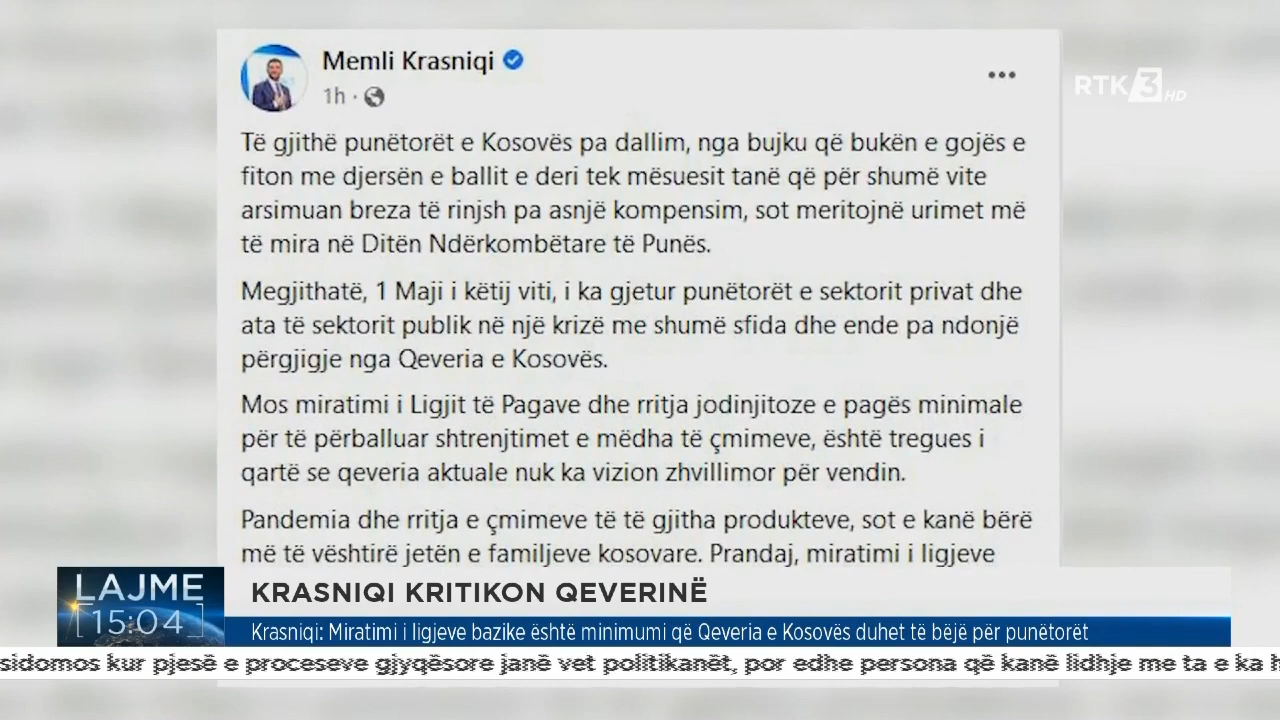 Memli Krasniqi
1h
RTK 3 HD
Të gjithë punëtorët e Kosovës pa dallim, nga bujku që bukën e gojës e
fiton me djersën e ballit e deri tek mësuesit tanë që për shumë vite
arsimuan breza të rinjsh pa asnjë kompensim, sot meritojnë urimet më
të mira në Ditën Ndërkombëtare të Punës.
Megjithatë, 1 Maji i këtij viti, i ka gjetur punëtorët e sektorit privat dhe
ata të sektorit publik në një krizë me shumë sfida dhe ende pa ndonjë
përgjigje nga Qeveria e Kosovës.
Mos miratimi i Ligjit të Pagave dhe rritja jodinjitoze e pagës minimale
për të përballuar shtrenjtimet e mëdha të çmimeve, është tregues i
qartë se qeveria aktuale nuk ka vizion zhvillimor për vendin.
Pandemia dhe rritja e çmimeve të të gjitha produkteve, sot e kanë bërë
më të vështirë jetën e familjeve kosovare. Prandaj, miratimi i ligjeve
LAJME
15:04
KRASNIQI KRITIKON QEVERINË
Krasniqi: Miratimi i ligjeve bazike është minimumi që Qeveria e Kosovës duhet të bëjë për punëtorët
sidomos kur pjesë e proceseve gjyqësore janë vet politikanët, por edhe persona që kanë lidhje me ta e ka